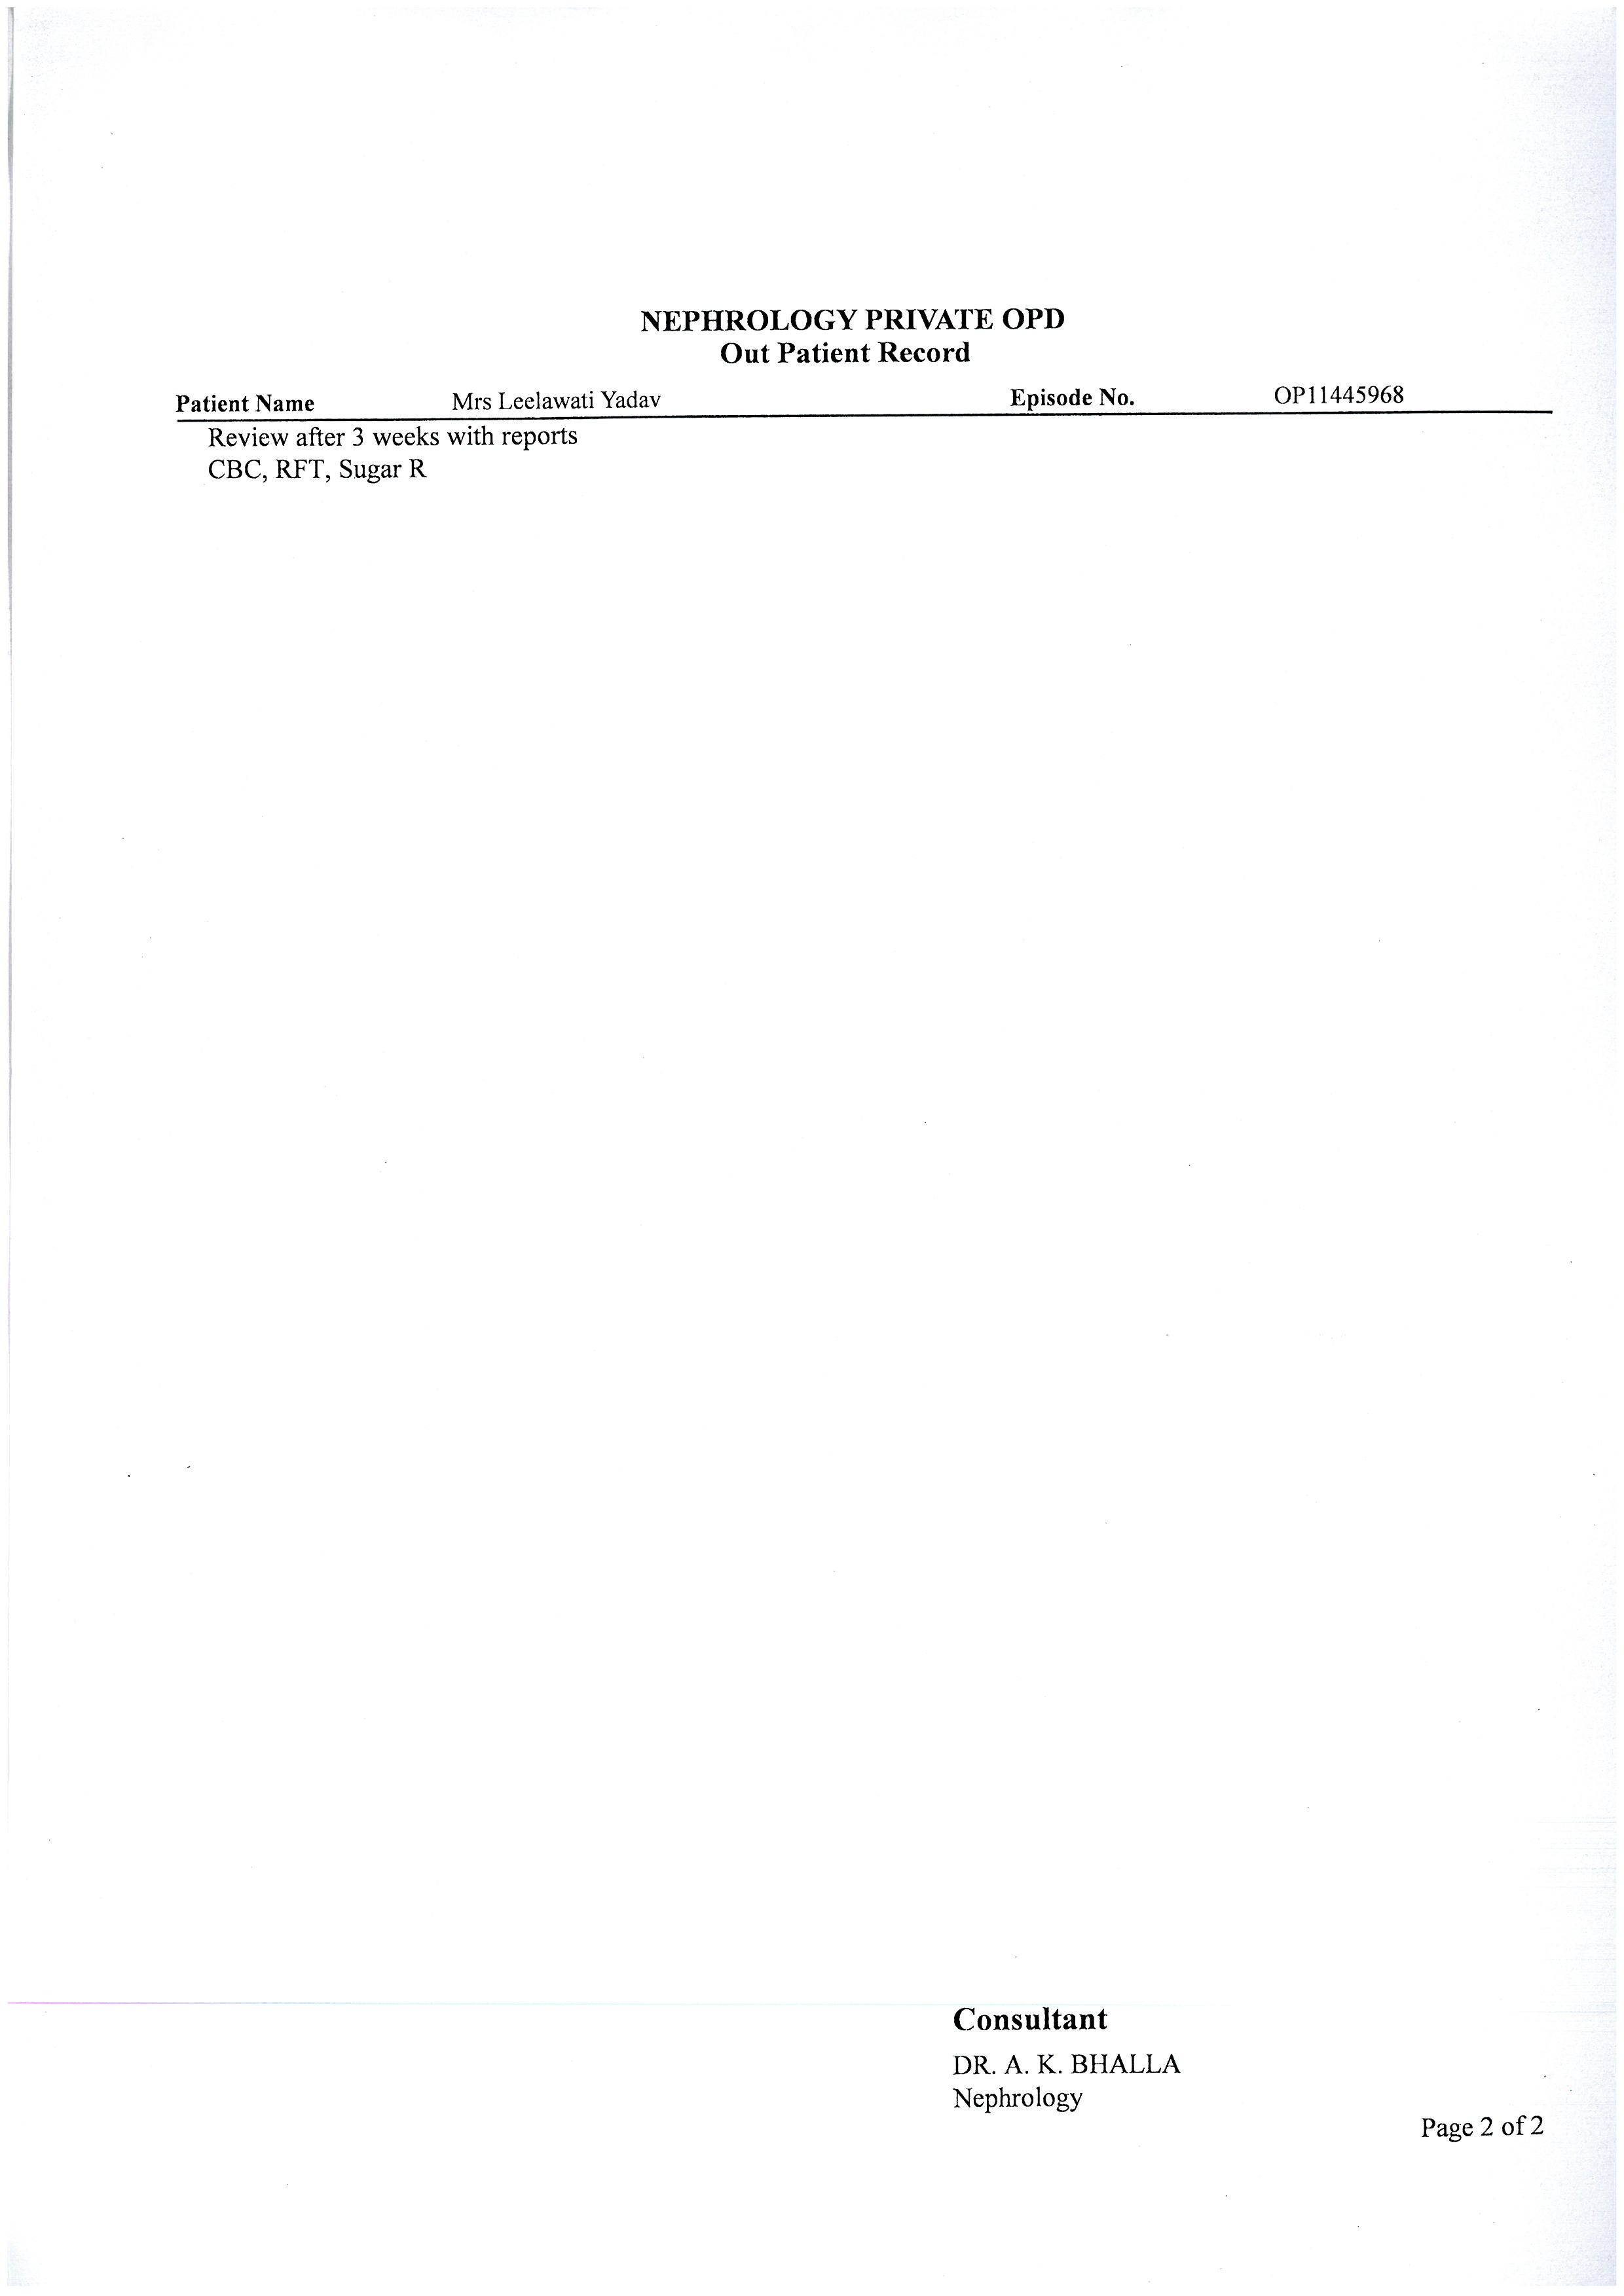 NEPHROLOGY PRIVATE OPD
Out Patient Record
Patient Name Mrs Leelawati Yadav Episode No. OP11445968
Review after 3 weeks with reports
CBC, RFT, Sugar R
Consultant
DR. A. K. BHALLA
Nephrology
Page 2 of 2